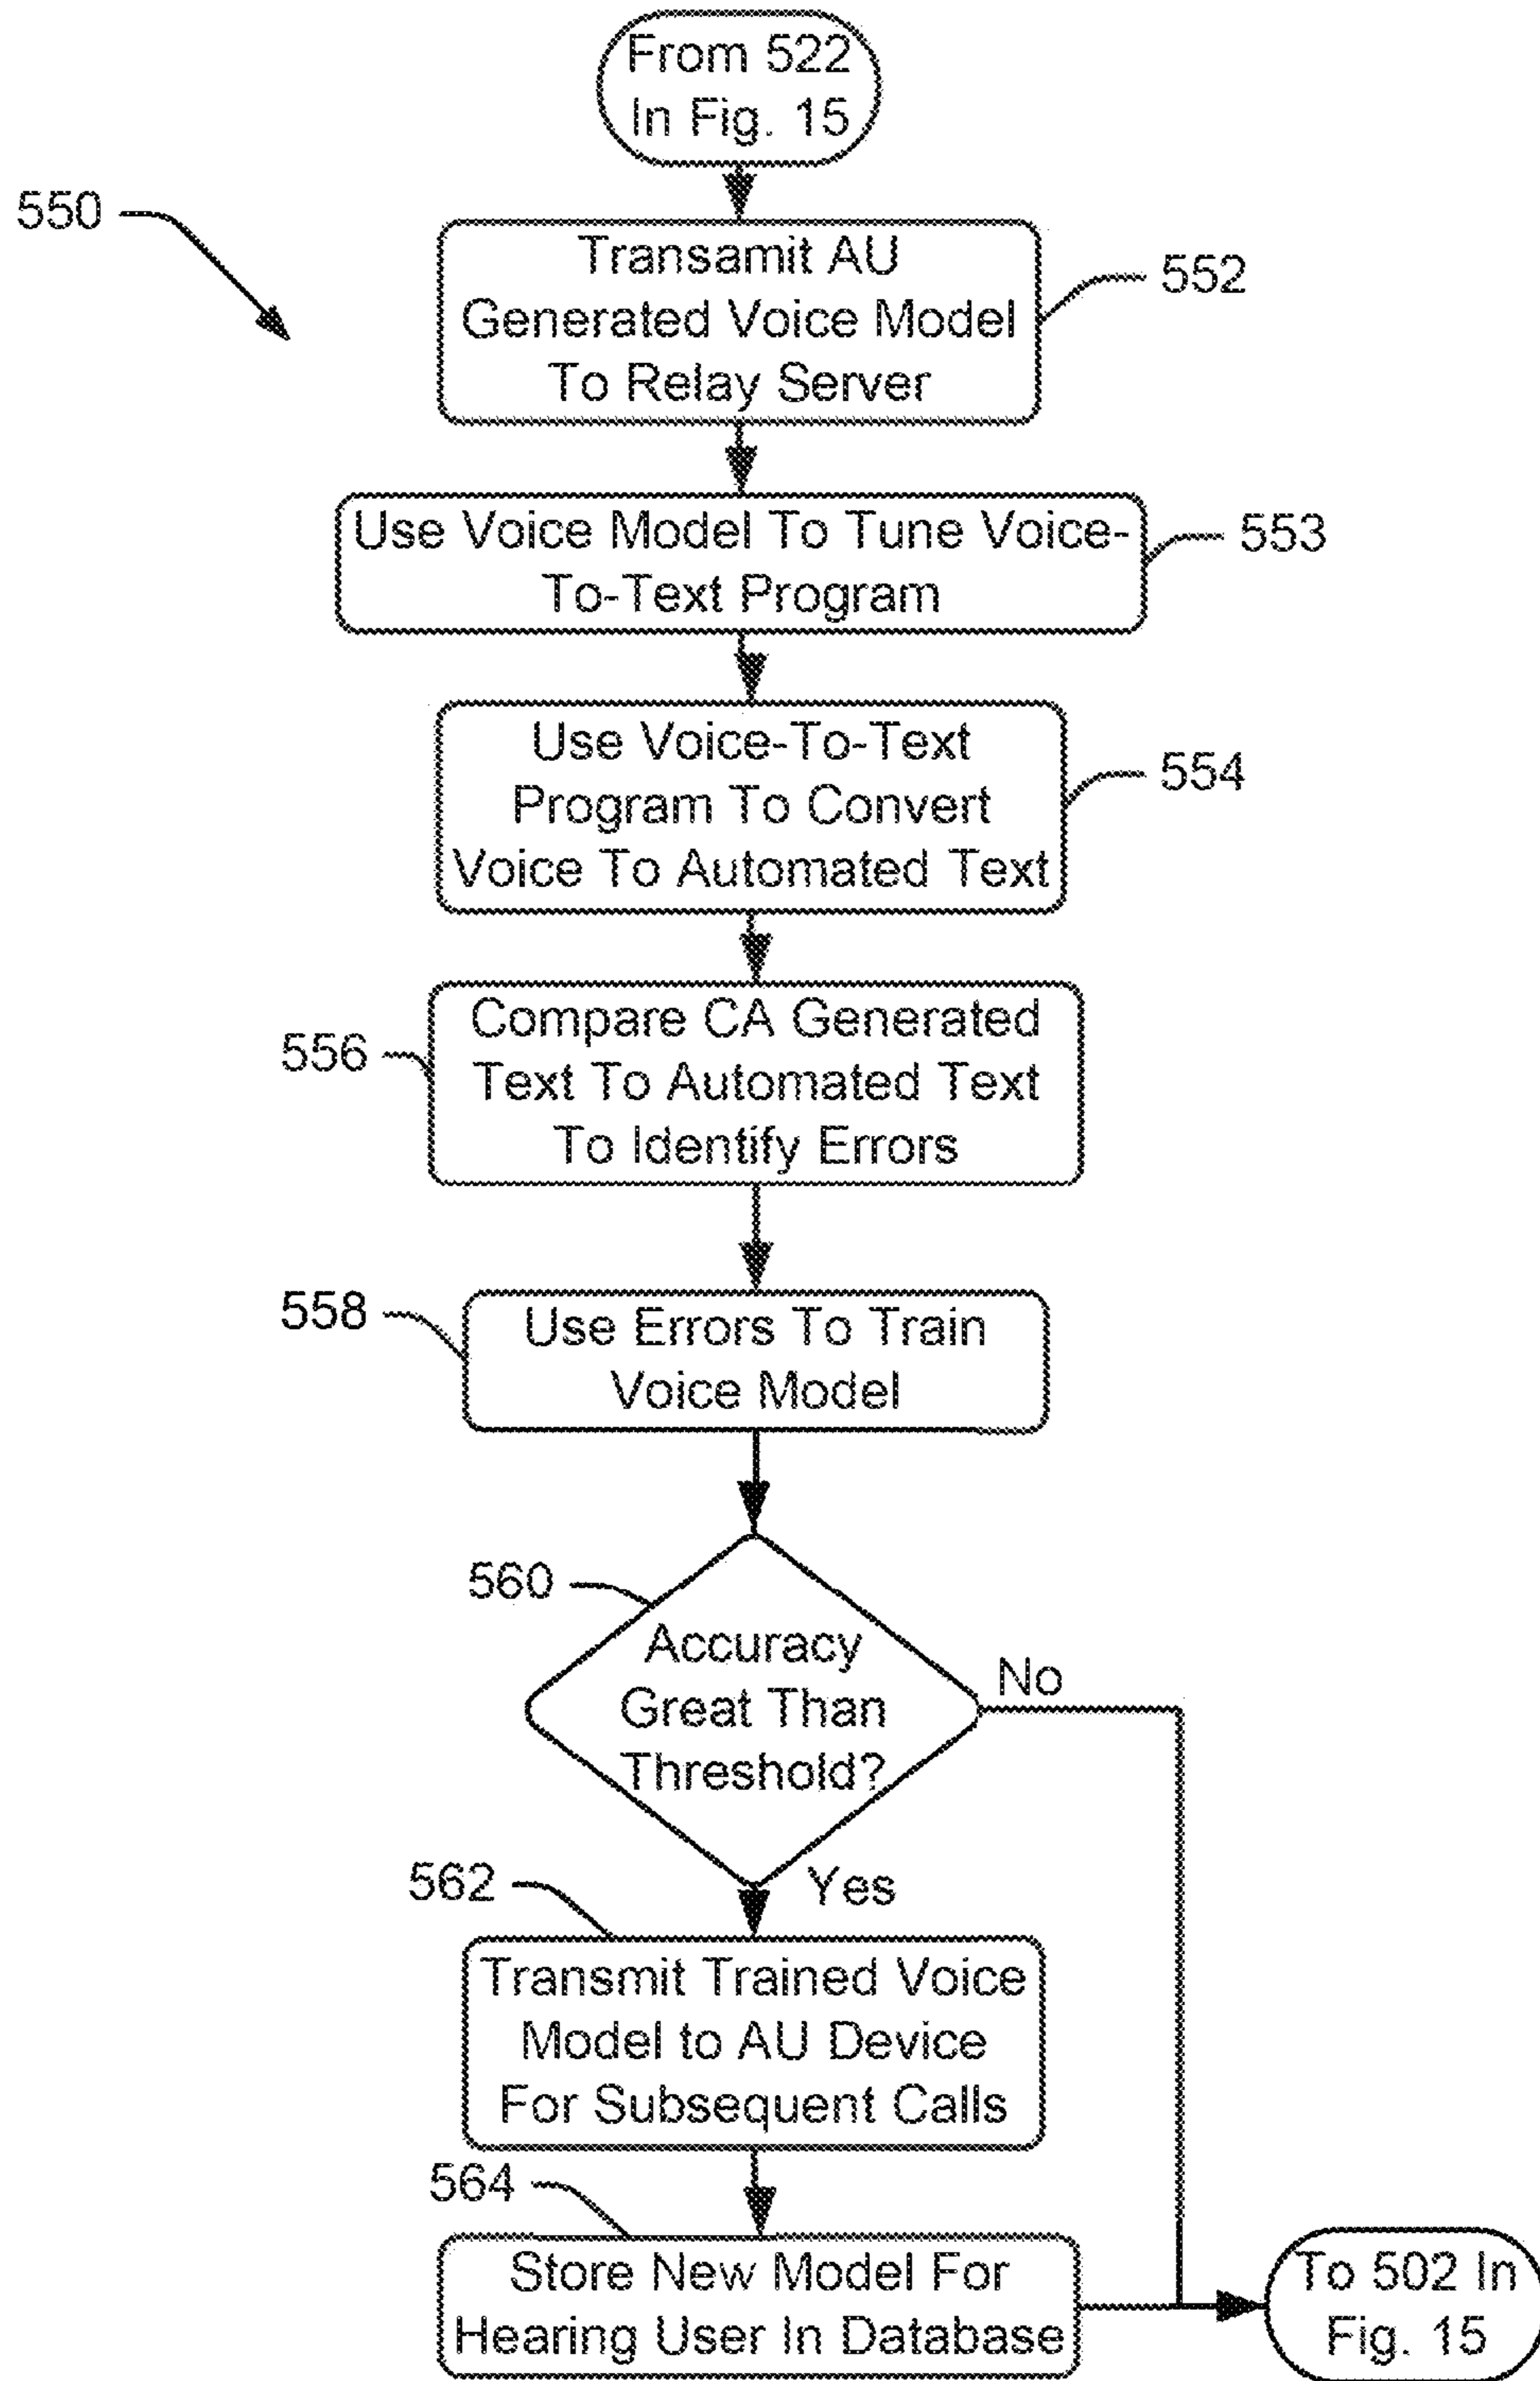 From 522
In Fig. 15
550
Transamit AU
Generated Voice Model
To Relay Server
552
Use Voice Model To Tune Voice-
To-Text Program
553
Use Voice-To-Text
Program To Convert
Voice To Automated Text
554
Compare CA Generated
Text To Automated Text
To Identify Errors
556
558
Use Errors To Train
Voice Model
560
Accuracy
Great Than
Threshold?
No
Yes
562
Transmit Trained Voice
Model to AU Device
For Subsequent Calls
564
Store New Model For
Hearing User In Database
To 502 In
Fig. 15